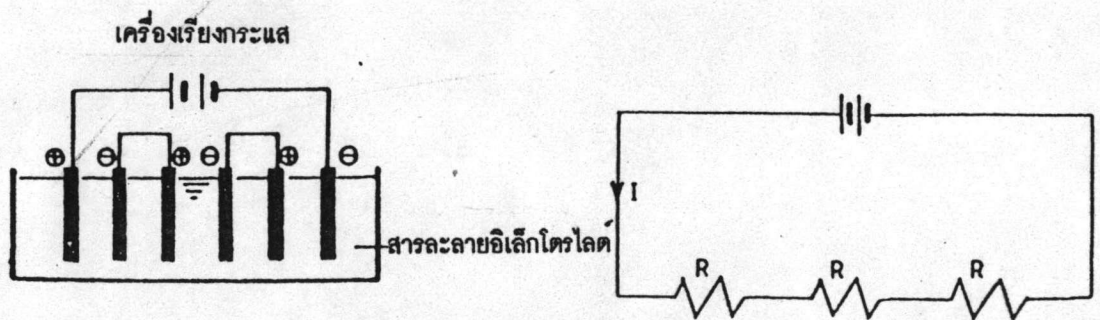 เครื่องเรียงกระแส
⊕ ⊖ ⊕ ⊖ ⊕ ⊖
สารละลายอิเล็กโตรไลต์
I
R R R